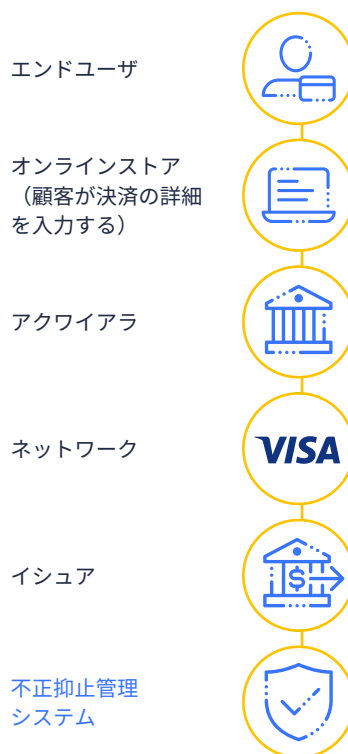 エンドユーザ
オンラインストア
（顧客が決済の詳細
を入力する）
アクワイアラ
ネットワーク
VISA
イシュア
$
不正抑止管理
システム